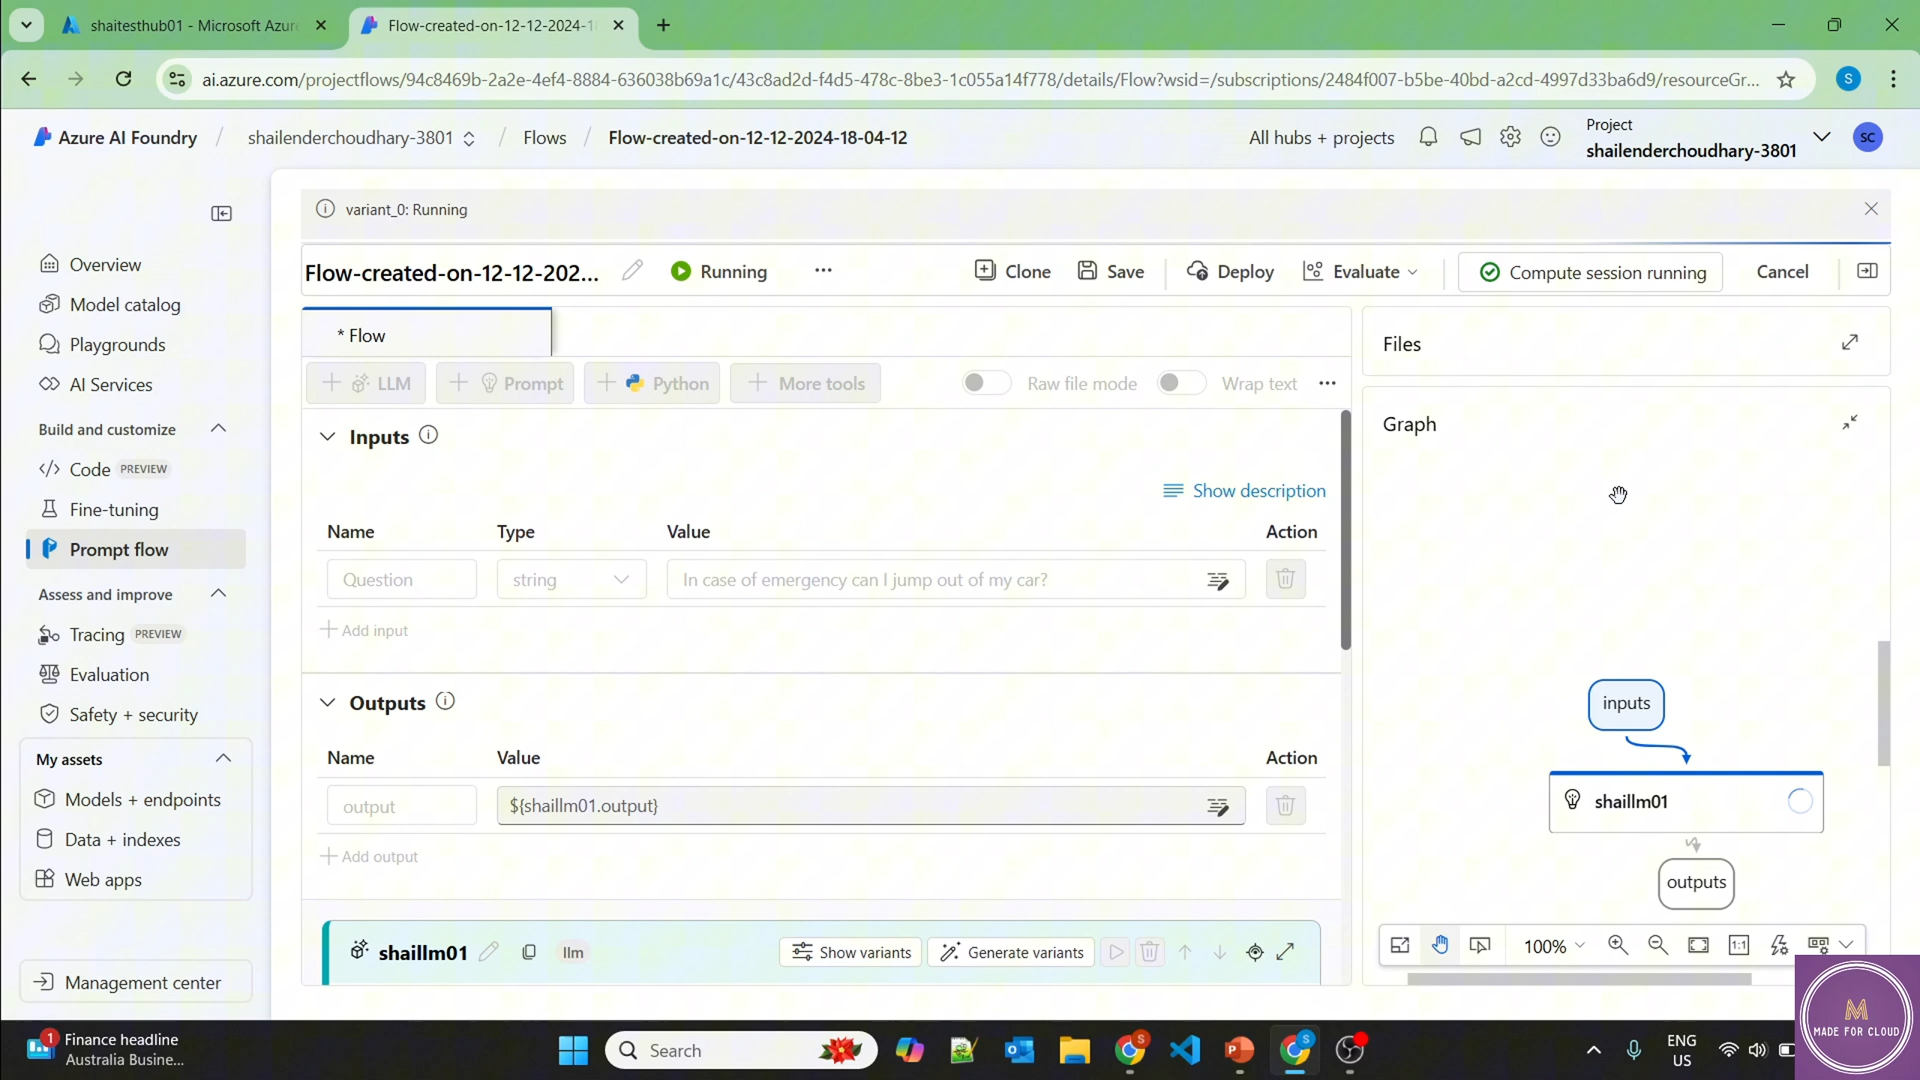 shaitesthub01 - Microsoft Azure
Flow-created-on-12-12-2024-1
ai.azure.com/projectflows/94c8469b-2a2e-4ef4-8884-636038b69a1c/43c8ad2d-f4d5-478c-8be3-1c055a14f778/details/Flow?wsid=/subscriptions/2484f007-b5be-40bd-a2cd-4997d33ba6d9/resourceGr...
S
Azure AI Foundry / shailenderchoudhary-3801 / Flows / Flow-created-on-12-12-2024-18-04-12
All hubs + projects
Project
shailenderchoudhary-3801
SC
variant_0: Running
Flow-created-on-12-12-202...
Running
Clone
Save
Deploy
Evaluate
Compute session running
Cancel
Overview
Model catalog
Playgrounds
AI Services
Build and customize
Code PREVIEW
Fine-tuning
Prompt flow
Assess and improve
Tracing PREVIEW
Evaluation
Safety + security
My assets
Models + endpoints
Data + indexes
Web apps
Management center
* Flow
LLM
Prompt
Python
More tools
Raw file mode
Wrap text
Inputs
Show description
Name Type Value Action
Question string In case of emergency can I jump out of my car?
Add input
Outputs
Name Value Action
output ${shaillm01.output}
Add output
shaillm01 llm
Show variants
Generate variants
Files
Graph
inputs
shaillm01
outputs
100%
1:1
1
Finance headline
Australia Busine...
Search
S
S
ENG
US
M
MADE FOR CLOUD